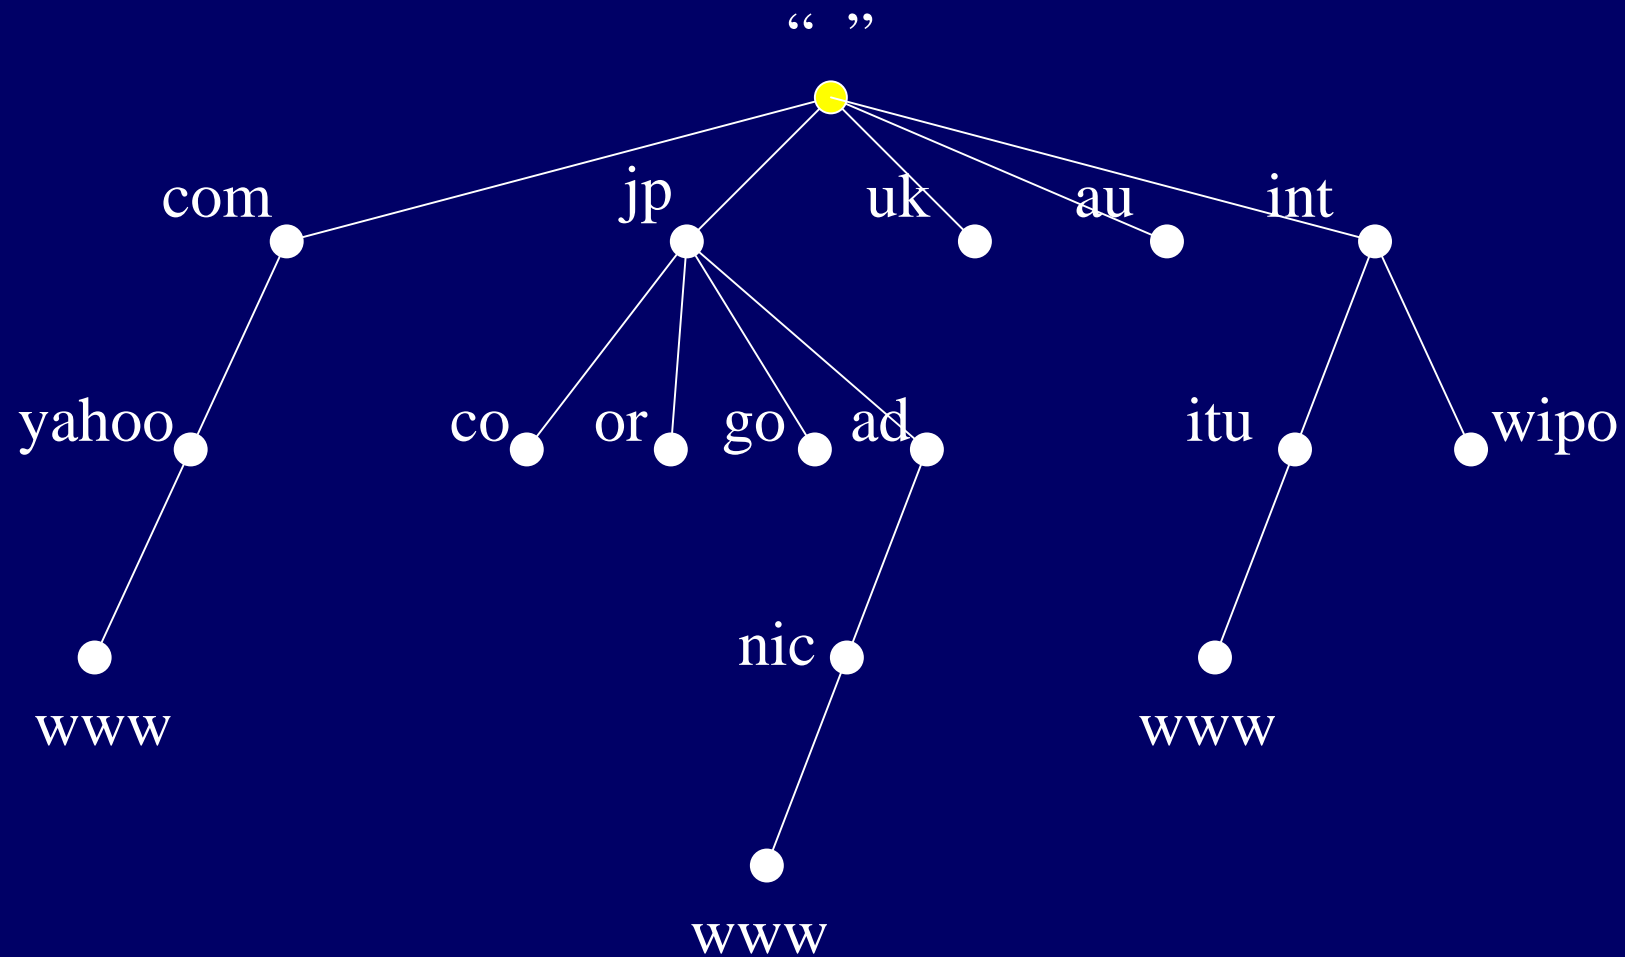 “ ”
com jp uk au int
yahoo co or go ad itu wipo
nic
www www
www